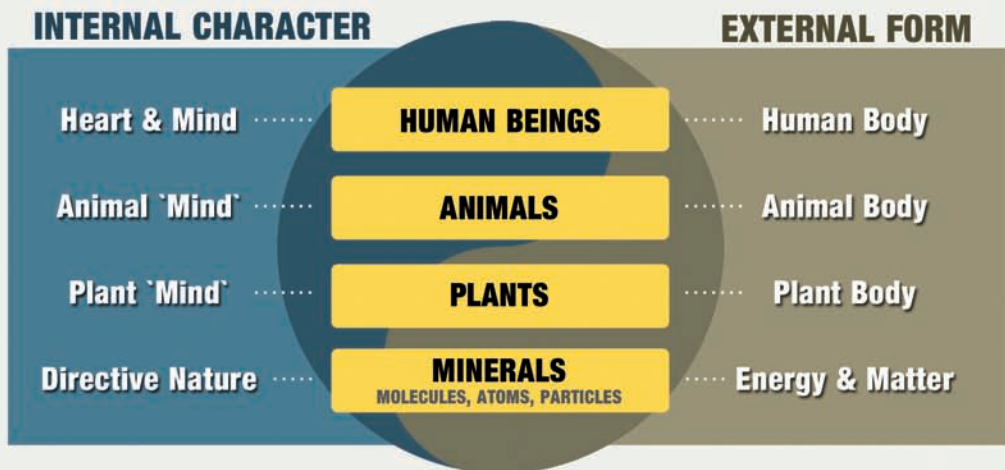 INTERNAL CHARACTER
EXTERNAL FORM
Heart & Mind
HUMAN BEINGS
Human Body
Animal `Mind`
ANIMALS
Animal Body
Plant `Mind`
PLANTS
Plant Body
Directive Nature
MINERALS
MOLECULES, ATOMS, PARTICLES
Energy & Matter